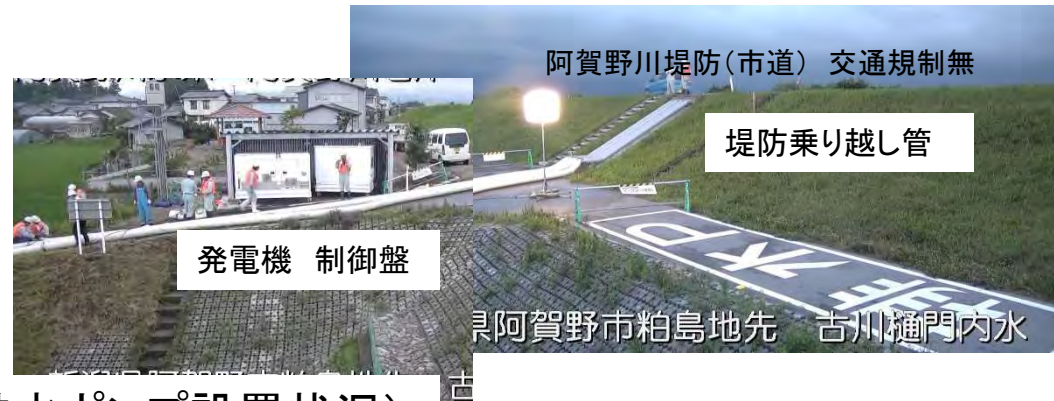 阿賀野川堤防(市道) 交通規制無
堤防乗り越し管
発電機 制御盤
阿賀野市粕島地先 古川樋門内水
ポンプ設置状況)